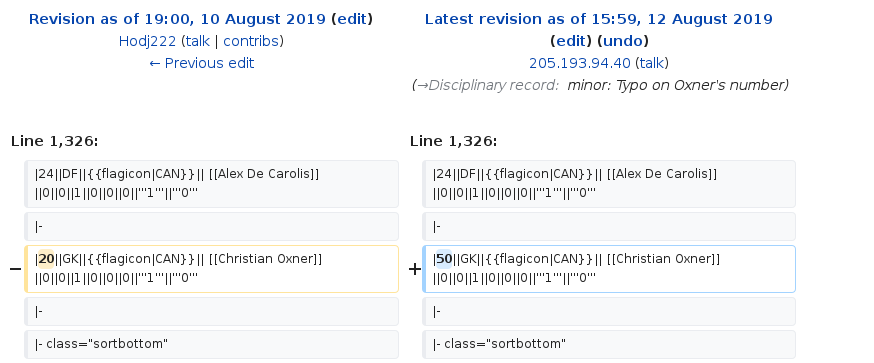 Revision as of 19:00, 10 August 2019 (edit)
Hodj222 (talk | contribs)
← Previous edit
Latest revision as of 15:59, 12 August 2019
(edit) (undo)
205.193.94.40 (talk)
(→Disciplinary record: minor: Typo on Oxner's number)
Line 1,326:
Line 1,326:
|24||DF||{{flagicon|CAN}}|| [[Alex De Carolis]]
||0||0||1||0||0||0||'''1'''||'''0'''
|24||DF||{{flagicon|CAN}}|| [[Alex De Carolis]]
||0||0||1||0||0||0||'''1'''||'''0'''
|-
|-
−
|20||GK||{{flagicon|CAN}}|| [[Christian Oxner]]
||0||0||1||0||0||0||'''1'''||'''0'''
+
|50||GK||{{flagicon|CAN}}|| [[Christian Oxner]]
||0||0||1||0||0||0||'''1'''||'''0'''
|-
|-
|- class="sortbottom"
|- class="sortbottom"